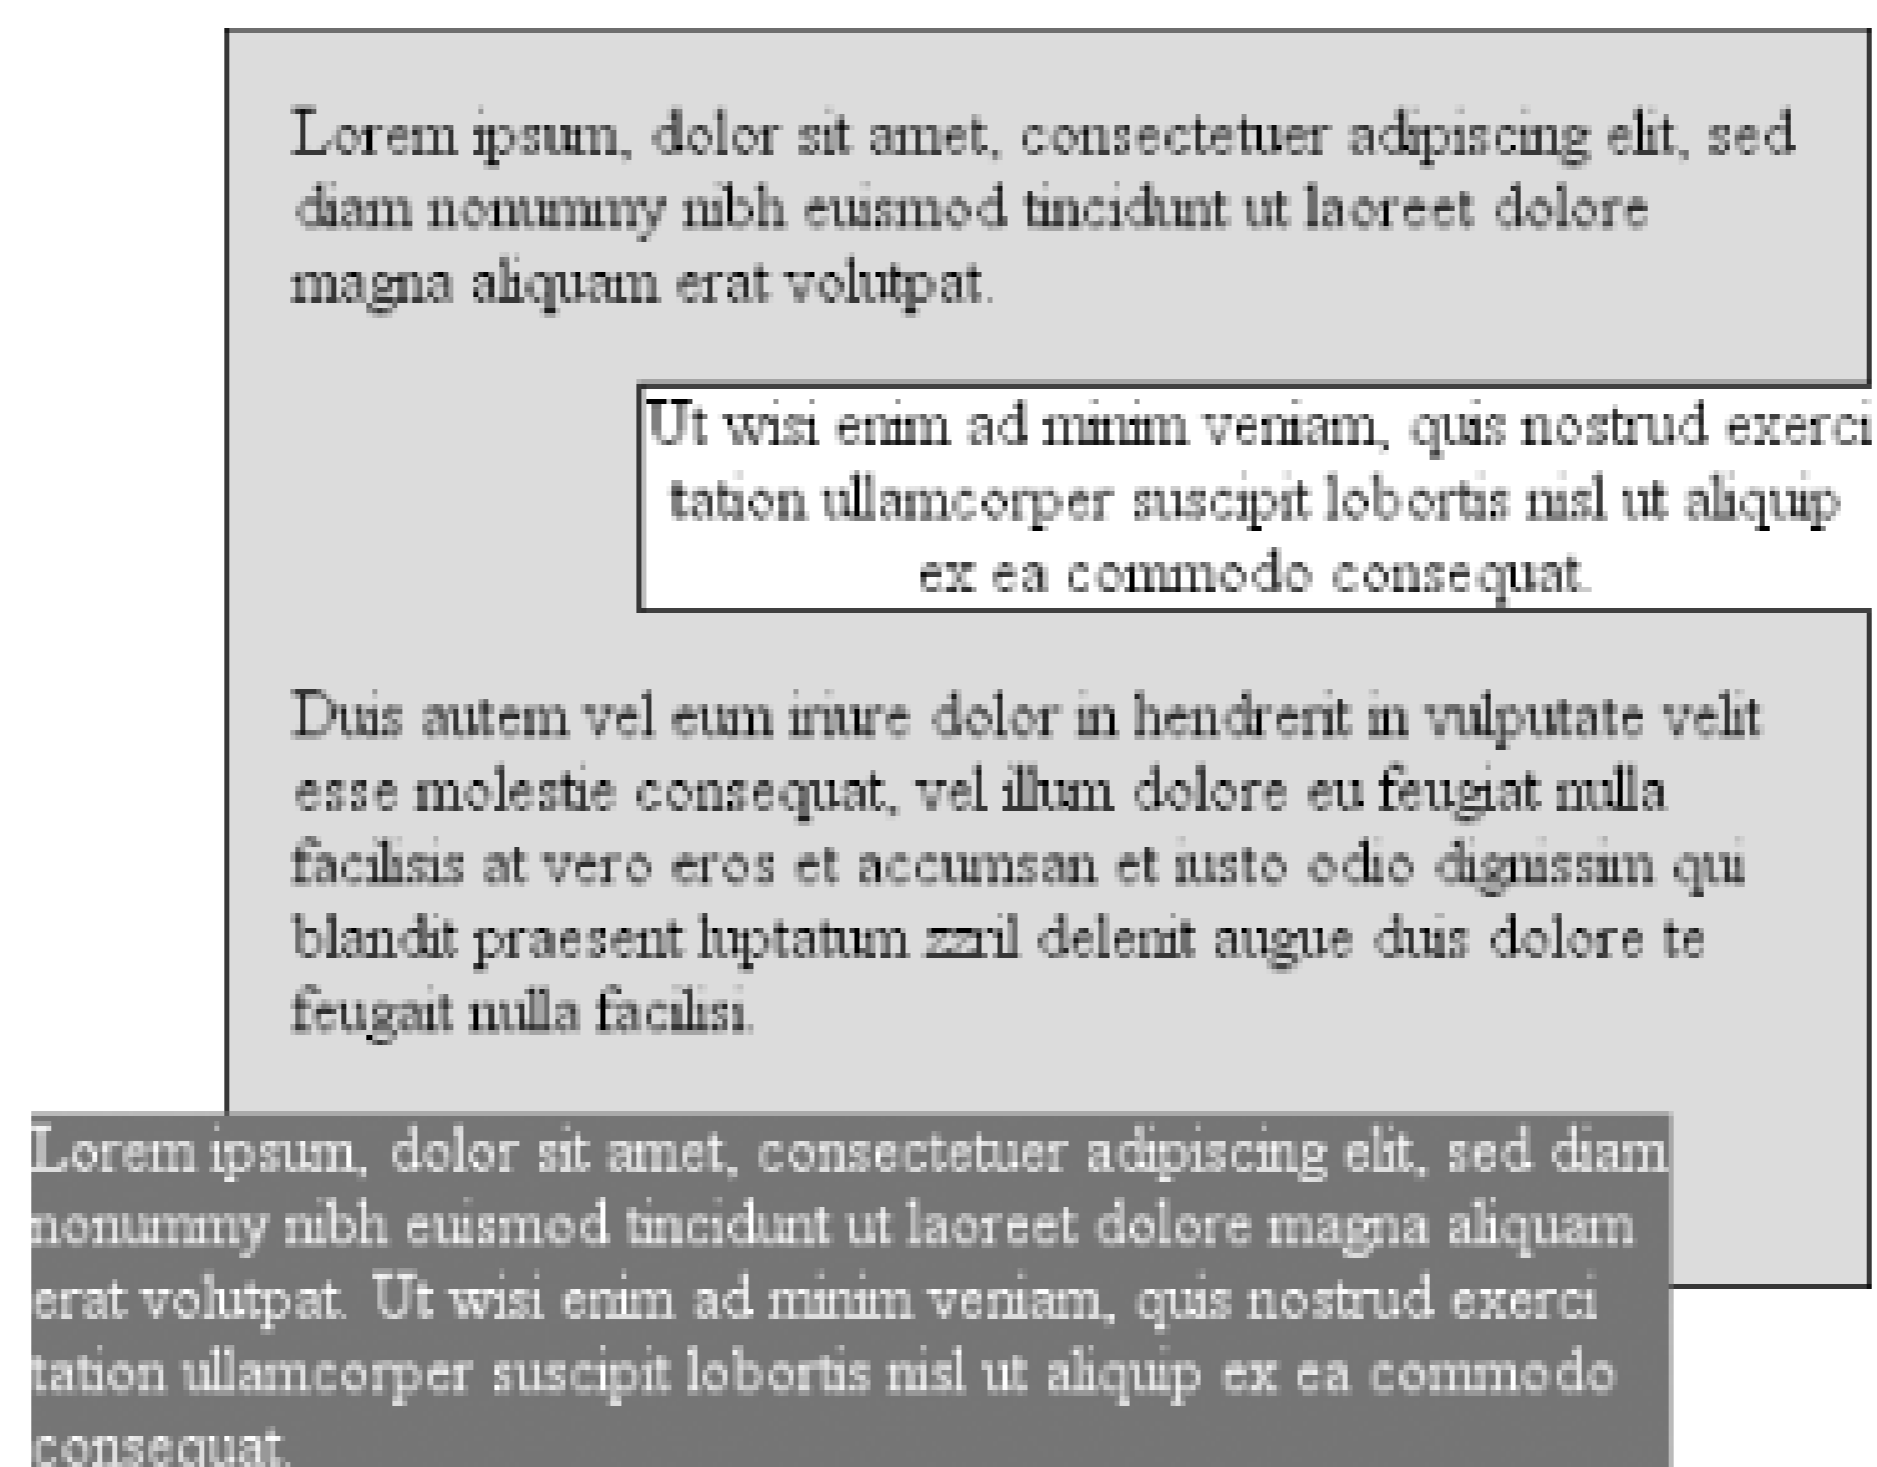 Lorem ipsum, dolor sit amet, consectetuer adipiscing elit, sed
diam nonummy nibh euismod tincidunt ut laoreet dolore
magna aliquam erat volutpat.
Ut wisi enim ad minim veniam, quis nostrud exerci
tation ullamcorper suscipit lobortis nisl ut aliquip
ex ea commodo consequat.
Duis autem vel eum iriure dolor in hendrerit in vulputate velit
esse molestie consequat, vel illum dolore eu feugiat nulla
facilisis at vero eros et accumsan et iusto odio dignissim qui
blandit praesent luptatum zzril delenit augue duis dolore te
feugait nulla facilisi.
Lorem ipsum, dolor sit amet, consectetuer adipiscing elit, sed diam
nonummy nibh euismod tincidunt ut laoreet dolore magna aliquam
erat volutpat. Ut wisi enim ad minim veniam, quis nostrud exerci
tation ullamcorper suscipit lobortis nisl ut aliquip ex ea commodo
consequat.